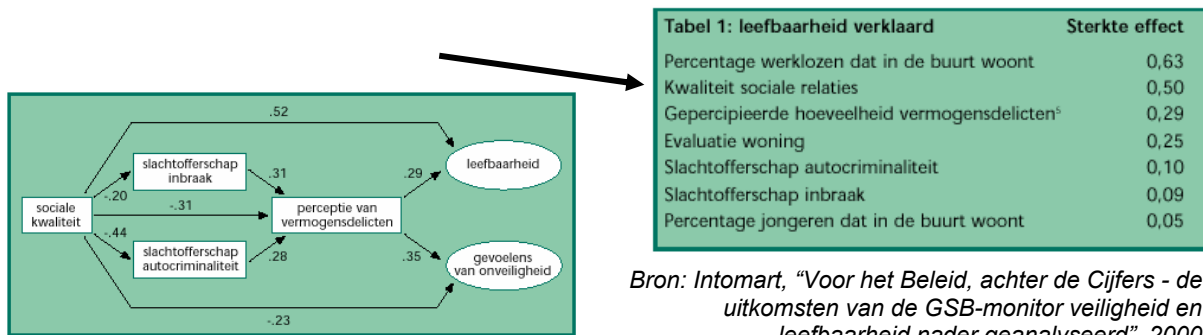 Tabel 1: leefbaarheid verklaard Sterkte effect
Percentage werklozen dat in de buurt woont 0,63
Kwaliteit sociale relaties 0,50
Gepercipieerde hoeveelheid vermogensdelicten⁵ 0,29
Evaluatie woning 0,25
Slachtofferschap autocriminaliteit 0,10
Slachtofferschap inbraak 0,09
Percentage jongeren dat in de buurt woont 0,05
.52
slachtofferschap
inbraak
leefbaarheid
.31
.29
-.20
-.31
sociale
kwaliteit
perceptie van
vermogensdelicten
-.44
slachtofferschap
autocriminaliteit
.28
.35
gevoelens
van onveiligheid
-.23
Bron: Intomart, “Voor het Beleid, achter de Cijfers - de
uitkomsten van de GSB-monitor veiligheid en
leefbaarheid nader geanalyseerd”, 2000